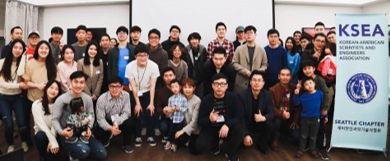 KSEA
KOREAN-AMERICAN
SCIENTISTS AND
ENGINEERS
ASSOCIATION
SEATTLE CHAPTER